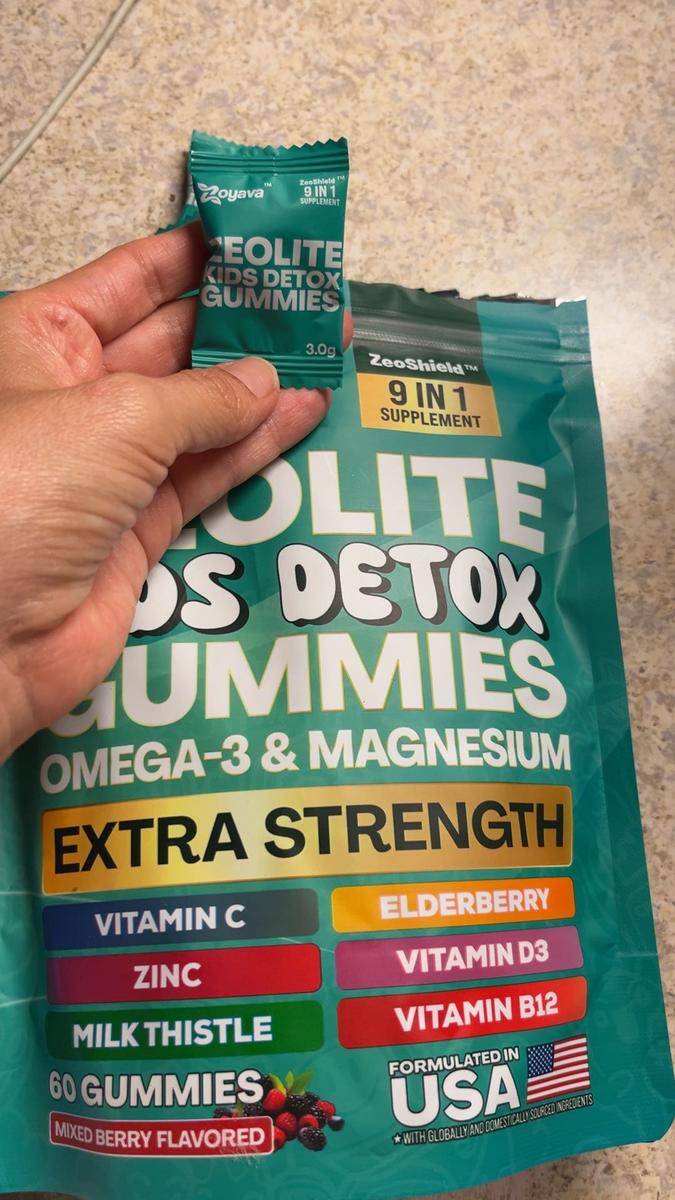 Zoyava™
ZeoShield™
9 IN 1
SUPPLEMENT
ZEOLITE
KIDS DETOX
GUMMIES
3.0g
ZeoShield™
9 IN 1
SUPPLEMENT
EOLITE
DS DETOX
GUMMIES
OMEGA-3 & MAGNESIUM
EXTRA STRENGTH
VITAMIN C
ELDERBERRY
ZINC
VITAMIN D3
MILK THISTLE
VITAMIN B12
60 GUMMIES
MIXED BERRY FLAVORED
FORMULATED IN
USA
★ WITH GLOBALLY AND DOMESTICALLY SOURCED INGREDIENTS